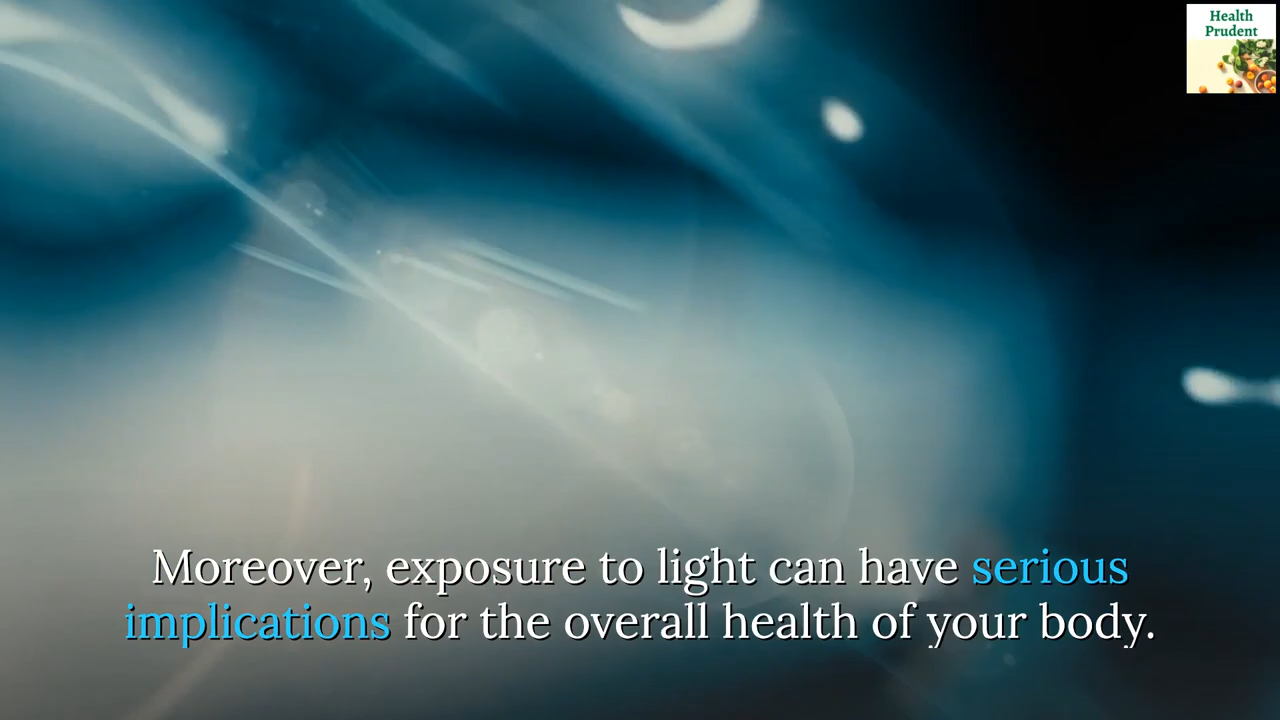 Health
Prudent
Moreover, exposure to light can have serious
implications for the overall health of your body.